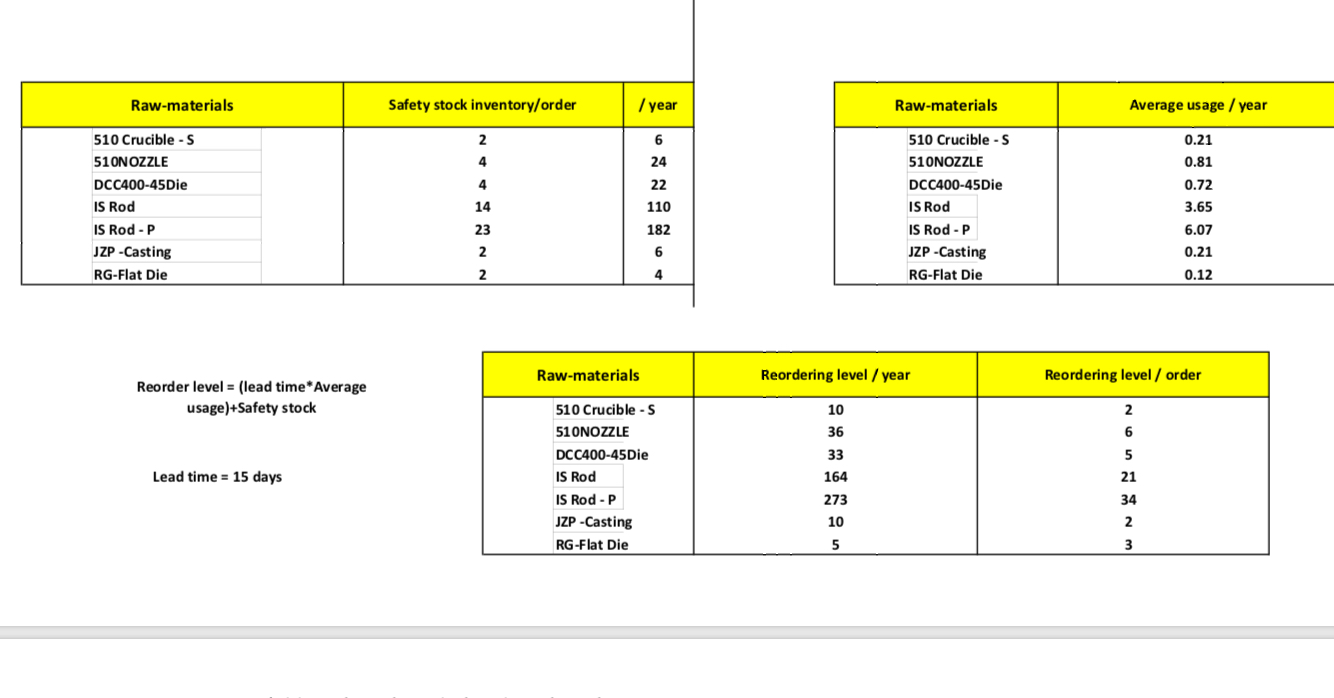 Raw-materials Safety stock inventory/order / year
510 Crucible - S 2 6
510NOZZLE 4 24
DCC400-45Die 4 22
IS Rod 14 110
IS Rod - P 23 182
JZP -Casting 2 6
RG-Flat Die 2 4
Raw-materials Average usage / year
510 Crucible - S 0.21
510NOZZLE 0.81
DCC400-45Die 0.72
IS Rod 3.65
IS Rod - P 6.07
JZP -Casting 0.21
RG-Flat Die 0.12
Reorder level = (lead time*Average
usage)+Safety stock
Lead time = 15 days
Raw-materials Reordering level / year Reordering level / order
510 Crucible - S 10 2
510NOZZLE 36 6
DCC400-45Die 33 5
IS Rod 164 21
IS Rod - P 273 34
JZP -Casting 10 2
RG-Flat Die 5 3